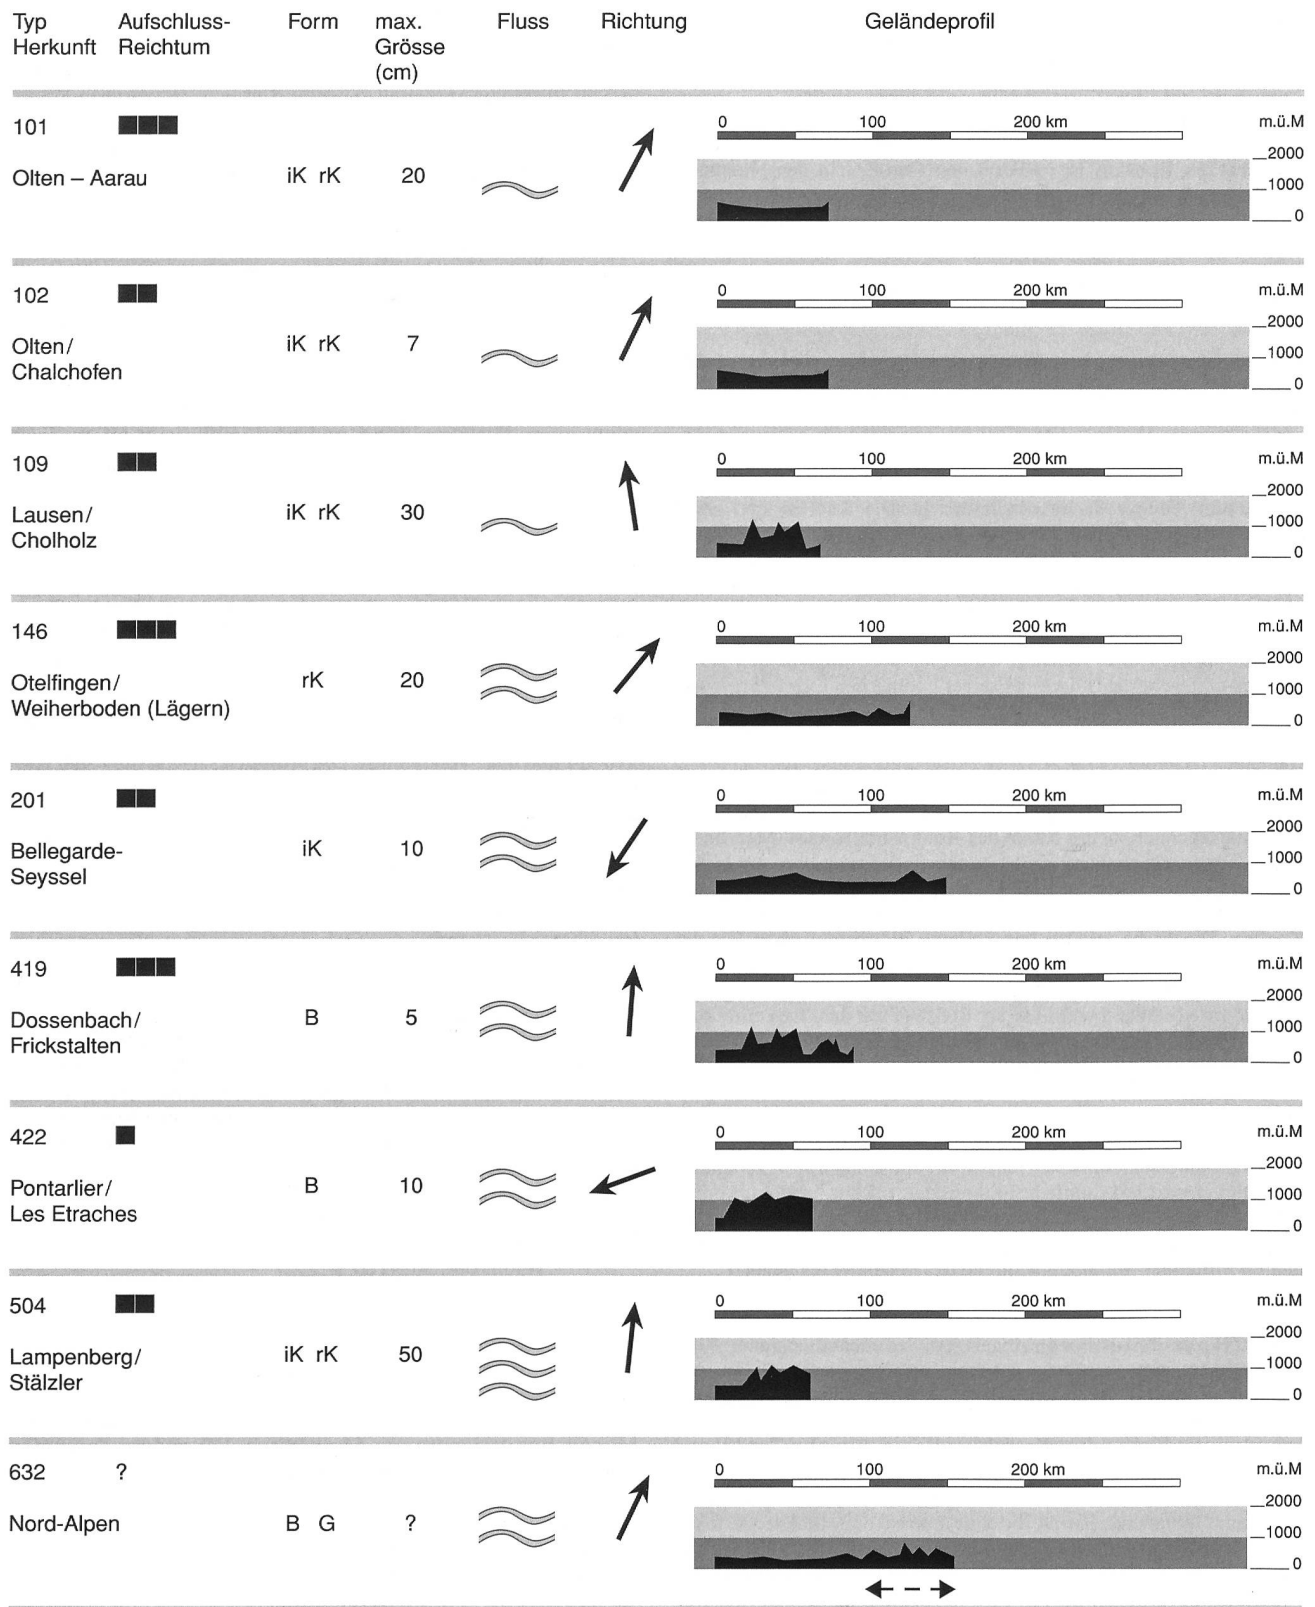 Typ Aufschluss- Form max. Fluss Richtung Geländeprofil
Herkunft Reichtum Grösse
(cm)
101 0 100 200 km m.ü.M
2000
Olten – Aarau iK rK 20 1000
0
102 0 100 200 km m.ü.M
2000
Olten/ iK rK 7 1000
Chalchofen 0
109 0 100 200 km m.ü.M
2000
Lausen/ iK rK 30 1000
Cholholz 0
146 0 100 200 km m.ü.M
2000
Otelfingen/ rK 20 1000
Weiherboden (Lägern) 0
201 0 100 200 km m.ü.M
2000
Bellegarde- iK 10 1000
Seyssel 0
419 0 100 200 km m.ü.M
2000
Dossenbach/ B 5 1000
Frickstalten 0
422 0 100 200 km m.ü.M
2000
Pontarlier/ B 10 1000
Les Etraches 0
504 0 100 200 km m.ü.M
2000
Lampenberg/ iK rK 50 1000
Stälzler 0
632 ? 0 100 200 km m.ü.M
2000
Nord-Alpen B G ? 1000
0